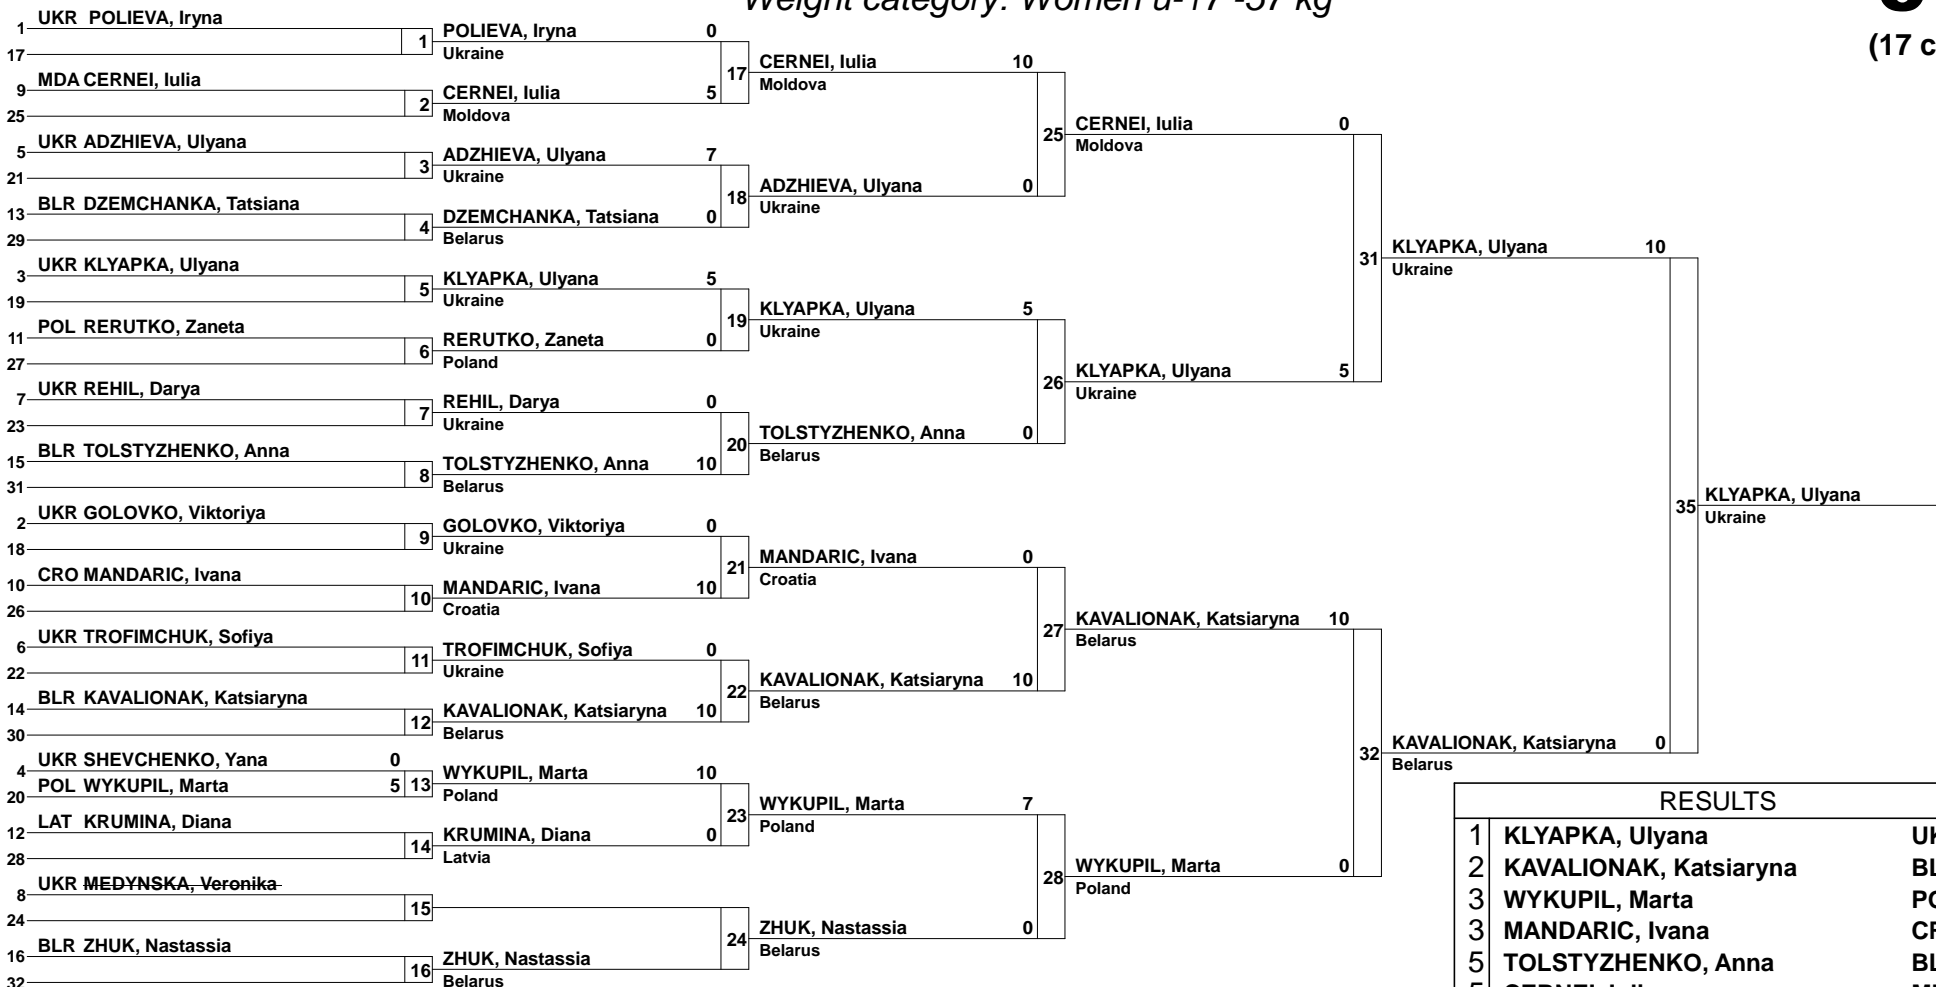 Weight category: Women u-17 -57 kg
(17 c
1
UKR POLIEVA, Iryna
17
1
9
MDA CERNEI, Iulia
25
2
5
UKR ADZHIEVA, Ulyana
21
3
13
BLR DZEMCHANKA, Tatsiana
29
4
3
UKR KLYAPKA, Ulyana
19
5
11
POL RERUTKO, Zaneta
27
6
7
UKR REHIL, Darya
23
7
15
BLR TOLSTYZHENKO, Anna
31
8
2
UKR GOLOVKO, Viktoriya
18
9
10
CRO MANDARIC, Ivana
26
10
6
UKR TROFIMCHUK, Sofiya
22
11
14
BLR KAVALIONAK, Katsiaryna
30
12
4
UKR SHEVCHENKO, Yana 0
20
POL WYKUPIL, Marta 5
13
12
LAT KRUMINA, Diana
28
14
8
UKR MEDYNSKA, Veronika
24
15
16
BLR ZHUK, Nastassia
32
16
POLIEVA, Iryna 0
Ukraine
17
CERNEI, Iulia 5
Moldova
ADZHIEVA, Ulyana 7
Ukraine
18
DZEMCHANKA, Tatsiana 0
Belarus
KLYAPKA, Ulyana 5
Ukraine
19
RERUTKO, Zaneta 0
Poland
REHIL, Darya 0
Ukraine
20
TOLSTYZHENKO, Anna 10
Belarus
GOLOVKO, Viktoriya 0
Ukraine
21
MANDARIC, Ivana 10
Croatia
TROFIMCHUK, Sofiya 0
Ukraine
22
KAVALIONAK, Katsiaryna 10
Belarus
WYKUPIL, Marta 10
Poland
23
KRUMINA, Diana 0
Latvia
24
ZHUK, Nastassia
Belarus
CERNEI, Iulia 10
Moldova
25
ADZHIEVA, Ulyana 0
Ukraine
KLYAPKA, Ulyana 5
Ukraine
26
TOLSTYZHENKO, Anna 0
Belarus
MANDARIC, Ivana 0
Croatia
27
KAVALIONAK, Katsiaryna 10
Belarus
WYKUPIL, Marta 7
Poland
28
ZHUK, Nastassia 0
Belarus
CERNEI, Iulia 0
Moldova
31
KLYAPKA, Ulyana 5
Ukraine
KAVALIONAK, Katsiaryna 10
Belarus
32
WYKUPIL, Marta 0
Poland
KLYAPKA, Ulyana 10
Ukraine
35
KAVALIONAK, Katsiaryna 0
Belarus
KLYAPKA, Ulyana
Ukraine
RESULTS
1 KLYAPKA, Ulyana UK
2 KAVALIONAK, Katsiaryna BL
3 WYKUPIL, Marta PO
3 MANDARIC, Ivana CR
5 TOLSTYZHENKO, Anna BL